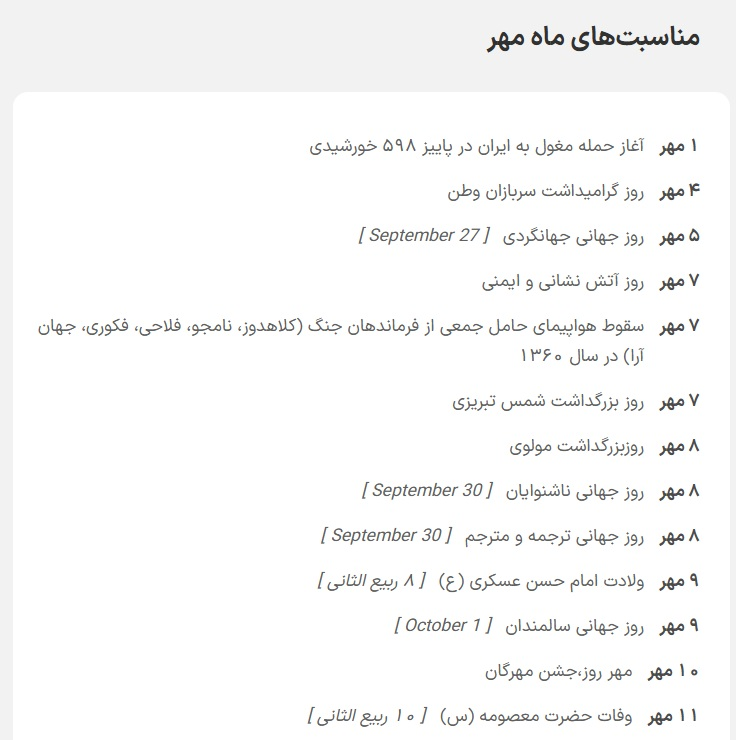 مناسبت‌های ماه مهر
۱ مهر آغاز حمله مغول به ایران در پاییز ۵۹۸ خورشیدی
۴ مهر روز گرامیداشت سربازان وطن
۵ مهر روز جهانی جهانگردی [ September 27 ]
۷ مهر روز آتش نشانی و ایمنی
۷ مهر سقوط هواپیمای حامل جمعی از فرماندهان جنگ (کلاهدوز، نامجو، فلاحی، فکوری، جهان
آرا) در سال ۱۳۶۰
۷ مهر روز بزرگداشت شمس تبریزی
۸ مهر روزبزرگداشت مولوی
۸ مهر روز جهانی ناشنوایان [ September 30 ]
۸ مهر روز جهانی ترجمه و مترجم [ September 30 ]
۹ مهر ولادت امام حسن عسکری (ع) [ ۸ ربیع الثانی ]
۹ مهر روز جهانی سالمندان [ October 1 ]
۱۰ مهر مهر روز،جشن مهرگان
۱۱ مهر وفات حضرت معصومه (س) [ ۱۰ ربیع الثانی ]